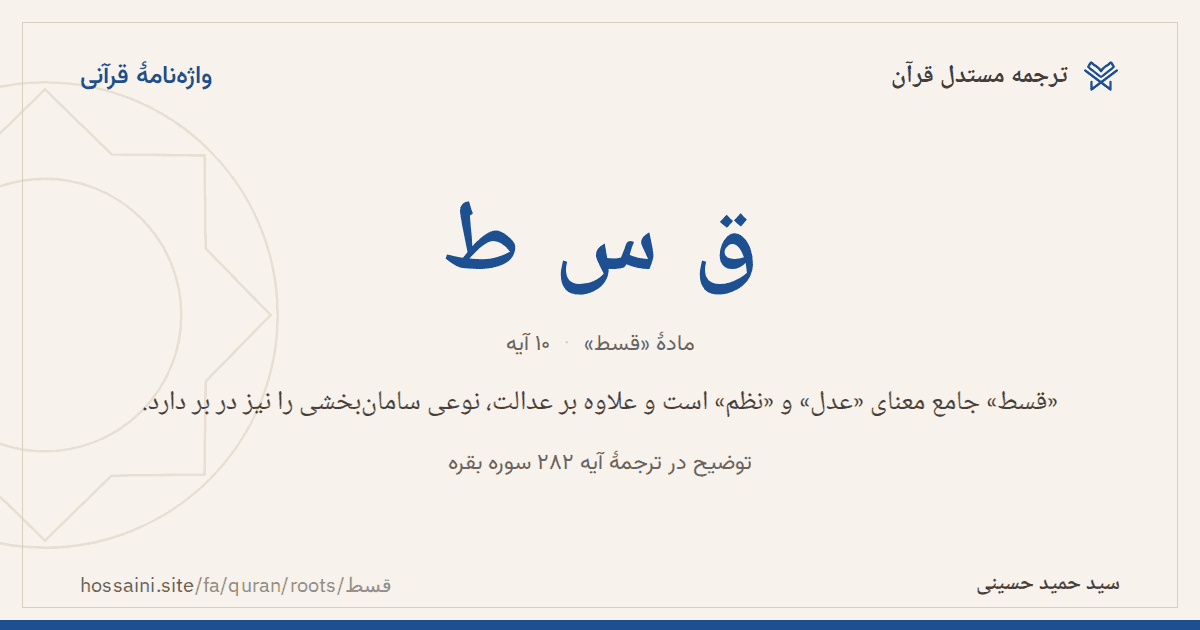 ترجمه مستدل قرآن
واژه‌نامهٔ قرآنی
ق س ط
مادهٔ «قسط» · ۱۰ آیه
«قسط» جامع معنای «عدل» و «نظم» است و علاوه بر عدالت، نوعی سامان‌بخشی را نیز در بر دارد.
توضیح در ترجمهٔ آیه ۲۸۲ سوره بقره
سید حمید حسینی
hossaini.site/fa/quran/roots/قسط